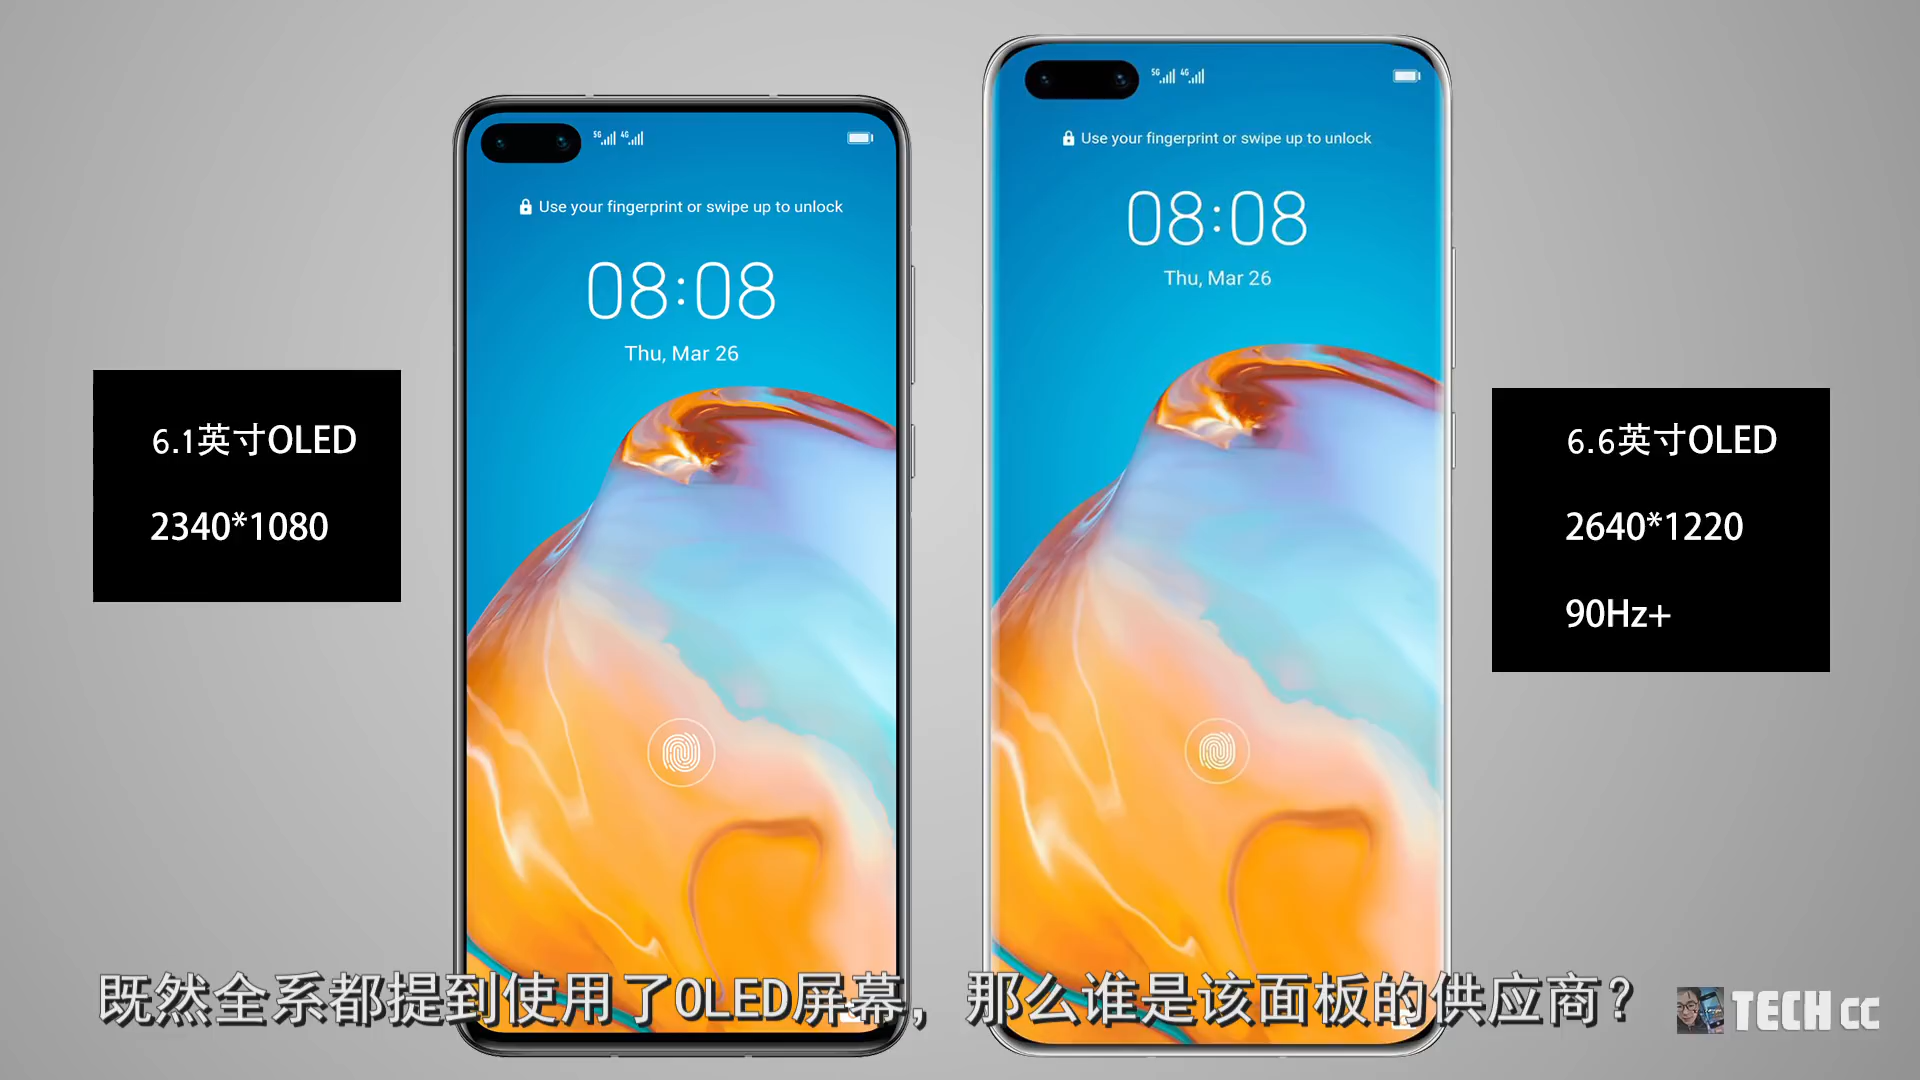 5G 4G
Use your fingerprint or swipe up to unlock
08:08
Thu, Mar 26
5G 4G
Use your fingerprint or swipe up to unlock
08:08
Thu, Mar 26
6.1英寸OLED
2340*1080
6.6英寸OLED
2640*1220
90Hz+
既然全系都提到使用了OLED屏幕，那么谁是该面板的供应商？
TECH CC